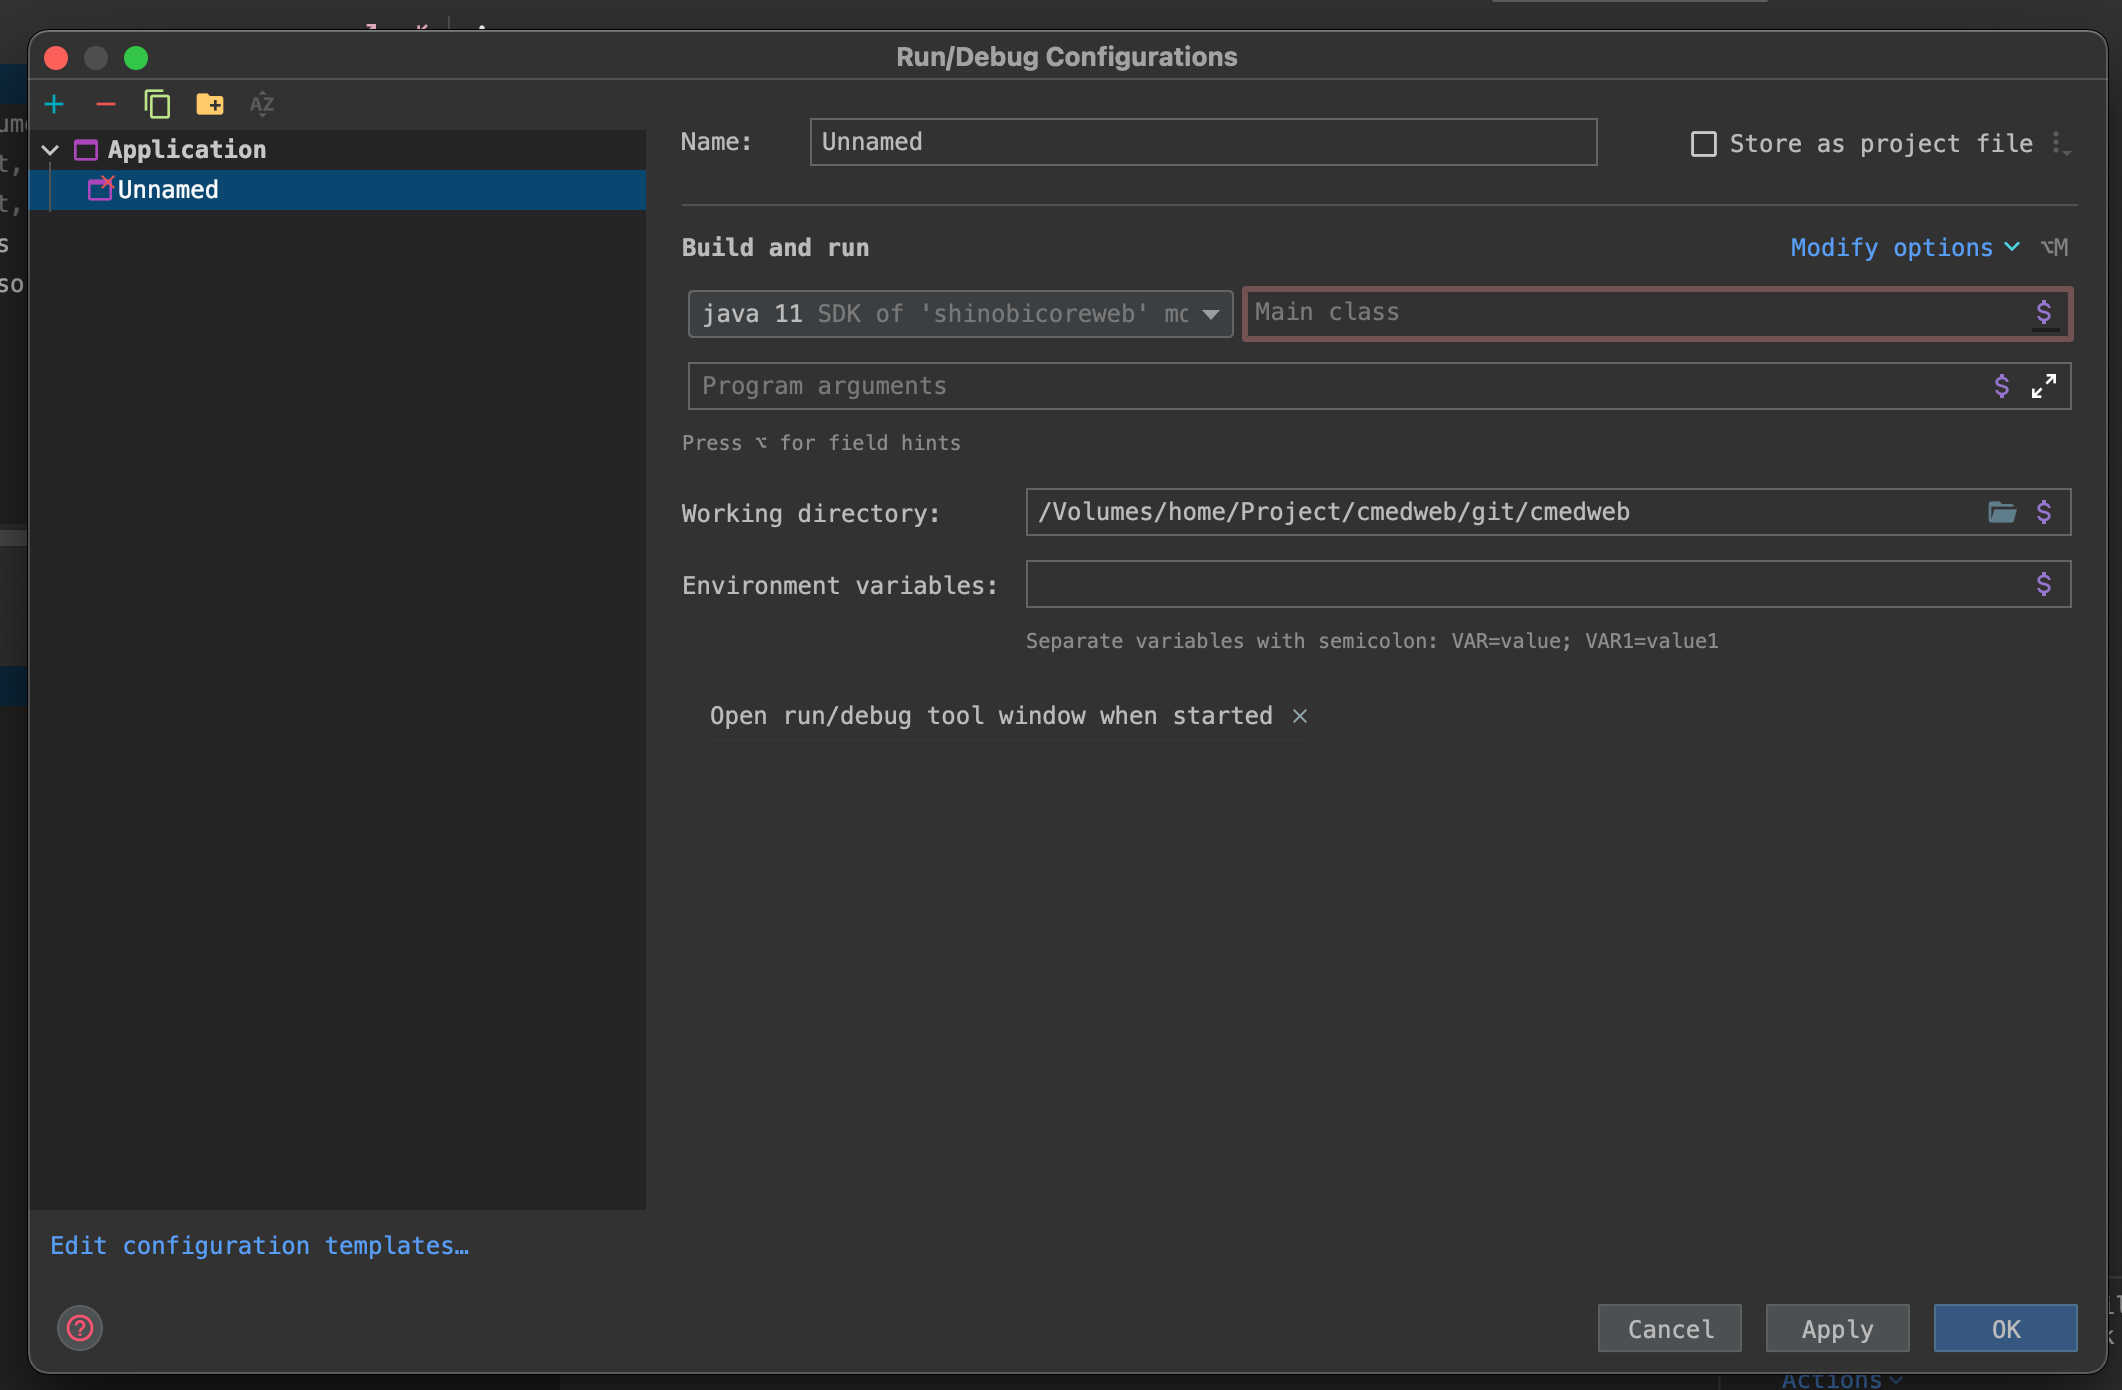 Run/Debug Configurations
AZ
Application
Unnamed
Name:
Unnamed
Store as project file
Build and run
Modify options
⌥M
java 11 SDK of 'shinobicoreweb' mo
Main class
$
Program arguments
$
Press ⌥ for field hints
Working directory:
/Volumes/home/Project/cmedweb/git/cmedweb
$
Environment variables:
$
Separate variables with semicolon: VAR=value; VAR1=value1
Open run/debug tool window when started ×
Edit configuration templates…
?
Cancel
Apply
OK
Actions